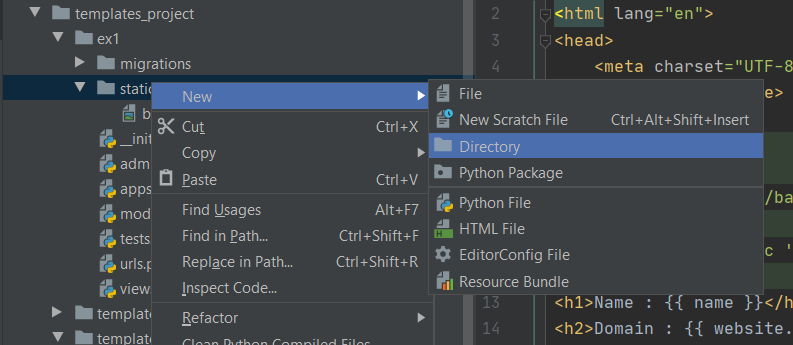 templates_project
ex1
migrations
static
New
b
Cut Ctrl+X
__init
Copy
adm
Paste Ctrl+V
apps
Find Usages Alt+F7
mod
Find in Path... Ctrl+Shift+F
tests
Replace in Path... Ctrl+Shift+R
urls.p
Inspect Code...
view
Refactor
template
template
Clean Python Compiled Files
File
New Scratch File Ctrl+Alt+Shift+Insert
Directory
Python Package
Python File
HTML File
EditorConfig File
Resource Bundle
2 <html lang="en">
3 <head>
4 <meta charset="UTF-8
e>
/ba
c '
13 <h1>Name : {{ name }}</h
14 <h2>Domain : {{ website.